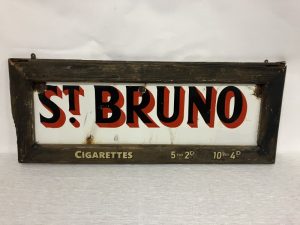 ST. BRUNO
CIGARETTES 5 FOR 2D 10 FOR 4D